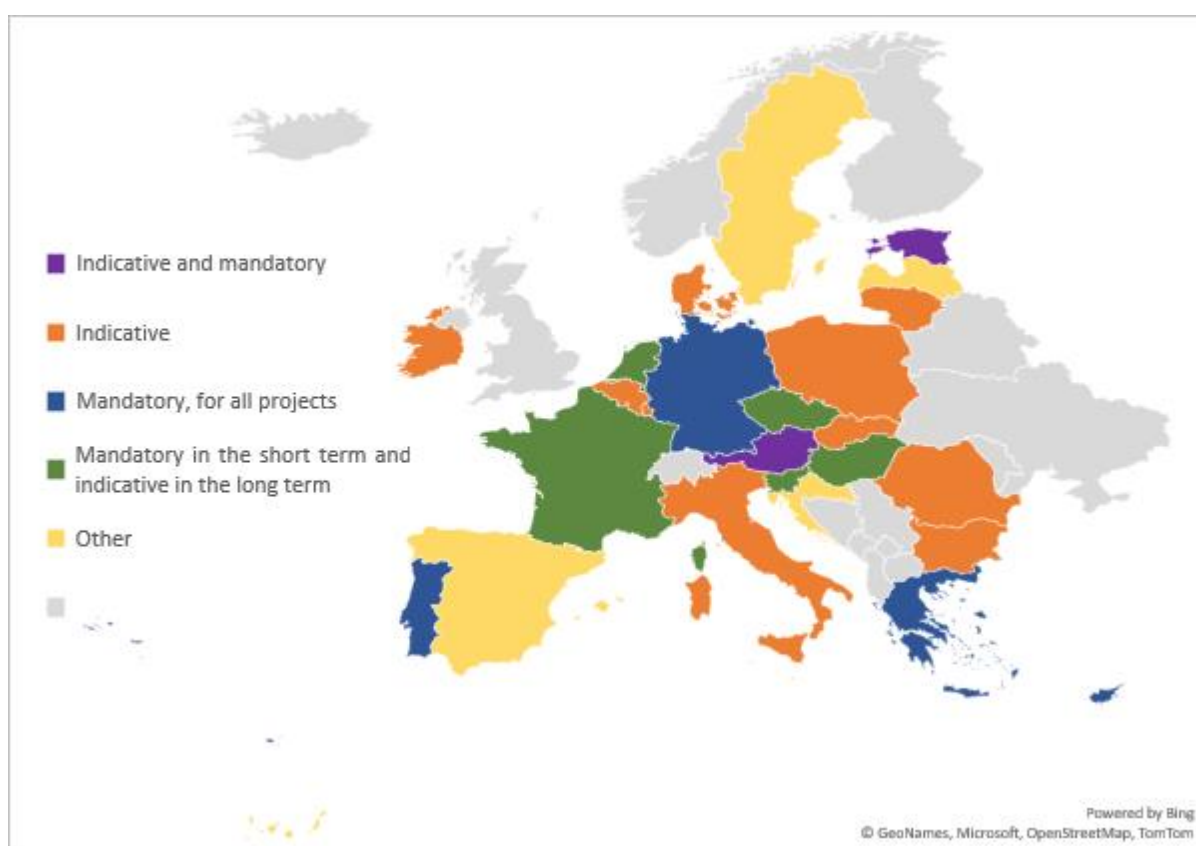 Indicative and mandatory
Indicative
Mandatory, for all projects
Mandatory in the short term and
indicative in the long term
Other
Powered by Bing
© GeoNames, Microsoft, OpenStreetMap, TomTom